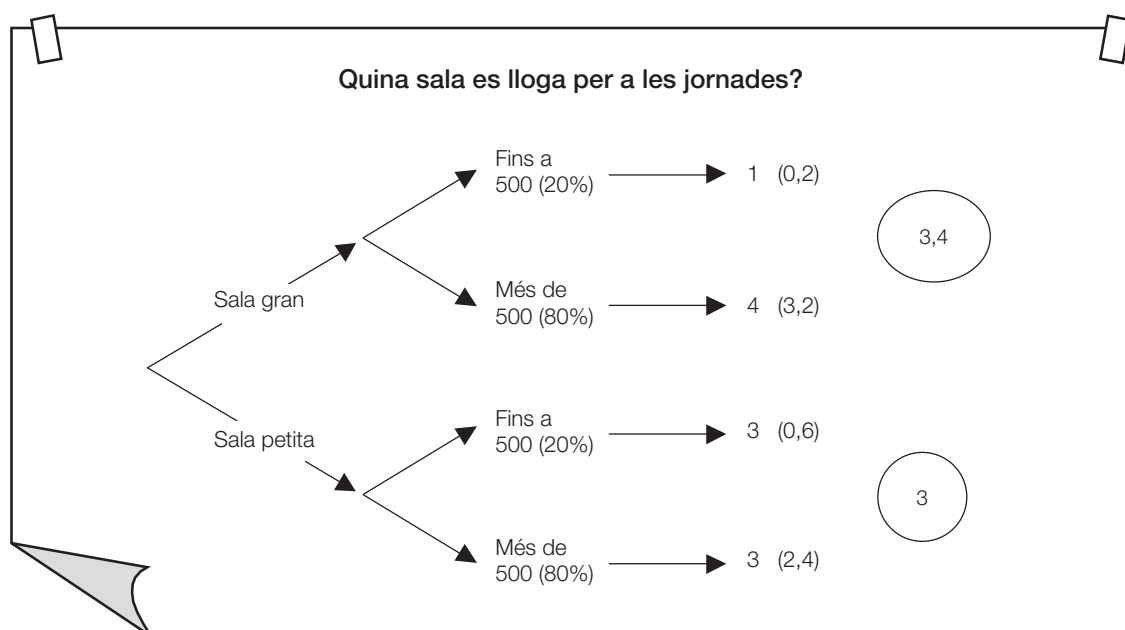 Quina sala es lloga per a les jornades?
Fins a
500 (20%)
1 (0,2)
3,4
Sala gran
Més de
500 (80%)
4 (3,2)
Sala petita
Fins a
500 (20%)
3 (0,6)
3
Més de
500 (80%)
3 (2,4)